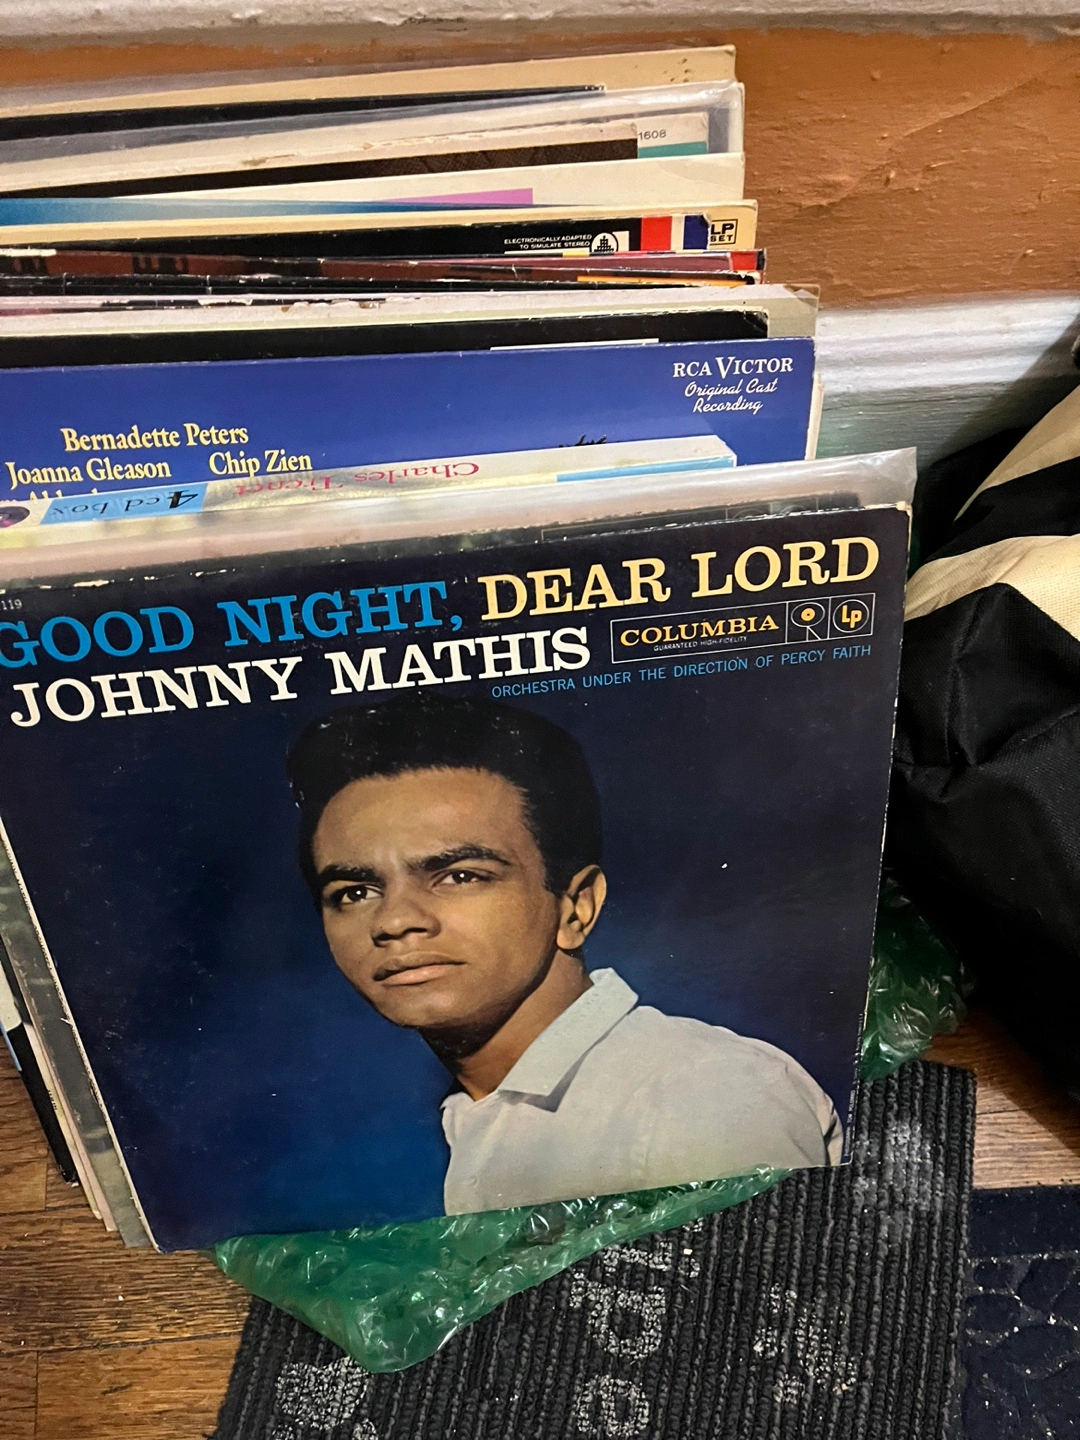 1608
ELECTRONICALLY ADAPTED
TO SIMULATE STEREO
LP
SET
RCA VICTOR
Original Cast
Recording
Bernadette Peters
Joanna Gleason Chip Zien
4 cd box
Charles
119
GOOD NIGHT, DEAR LORD
JOHNNY MATHIS
COLUMBIA
GUARANTEED HIGH-FIDELITY
Lp
ORCHESTRA UNDER THE DIRECTION OF PERCY FAITH